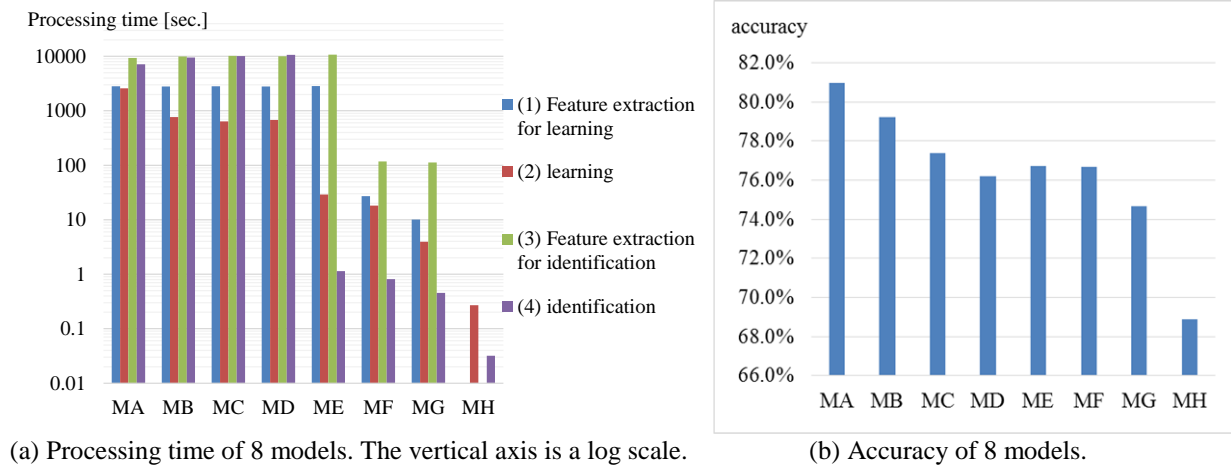 Processing time [sec.]
10000
1000
100
10
1
0.1
0.01
MA MB MC MD ME MF MG MH
(1) Feature extraction
for learning
(2) learning
(3) Feature extraction
for identification
(4) identification
(a) Processing time of 8 models. The vertical axis is a log scale.
accuracy
82.0%
80.0%
78.0%
76.0%
74.0%
72.0%
70.0%
68.0%
66.0%
MA MB MC MD ME MF MG MH
(b) Accuracy of 8 models.